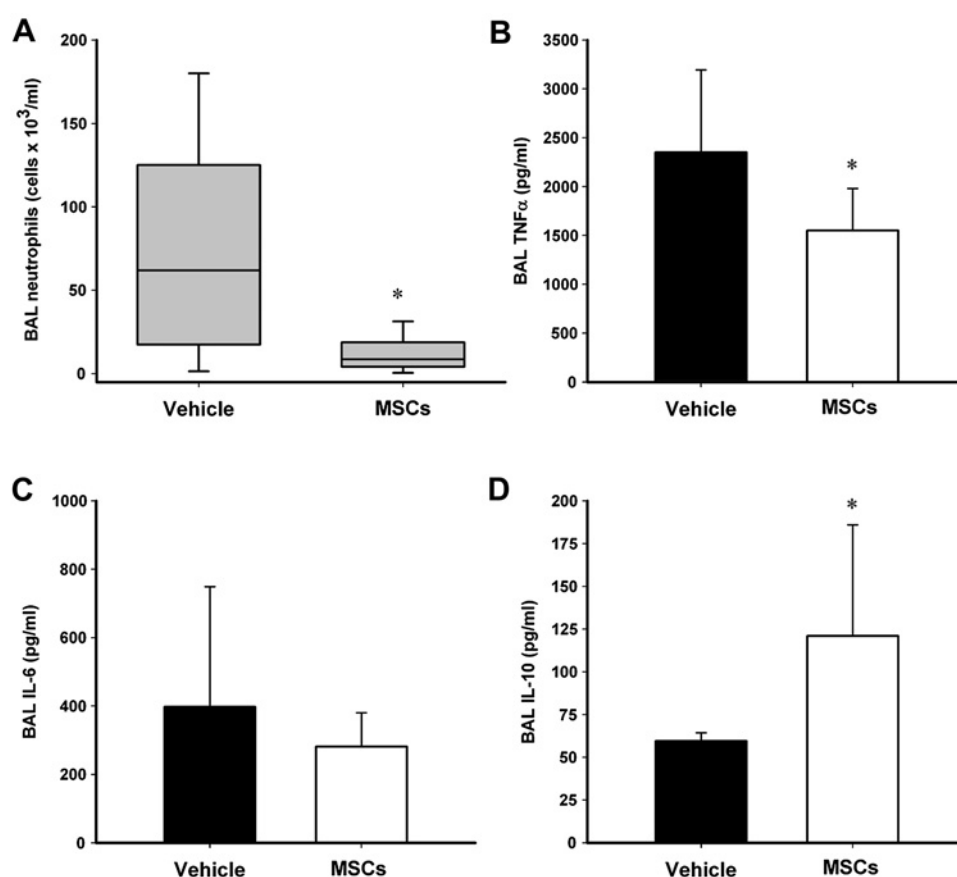 A
BAL neutrophils (cells x 10³/ml)
200
150
100
50
0
*
Vehicle MSCs
B
BAL TNFα (pg/ml)
3500
3000
2500
2000
1500
1000
500
0
*
Vehicle MSCs
C
BAL IL-6 (pg/ml)
1000
800
600
400
200
0
Vehicle MSCs
D
BAL IL-10 (pg/ml)
200
175
150
125
100
75
50
25
0
*
Vehicle MSCs